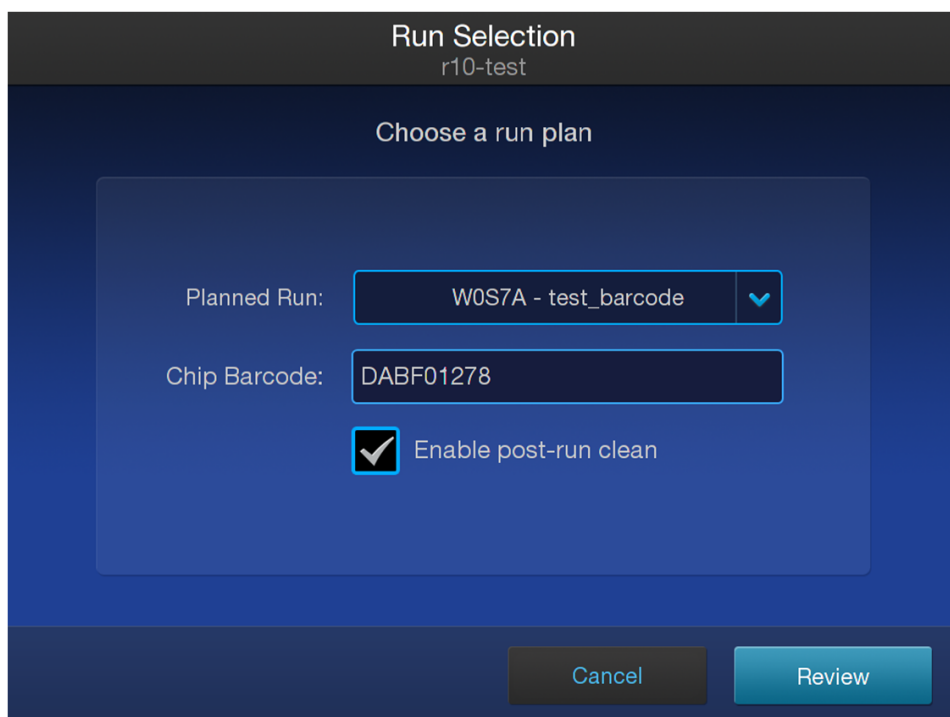 Run Selection
r10-test
Choose a run plan
Planned Run: W0S7A - test_barcode
Chip Barcode: DABF01278
Enable post-run clean
Cancel Review